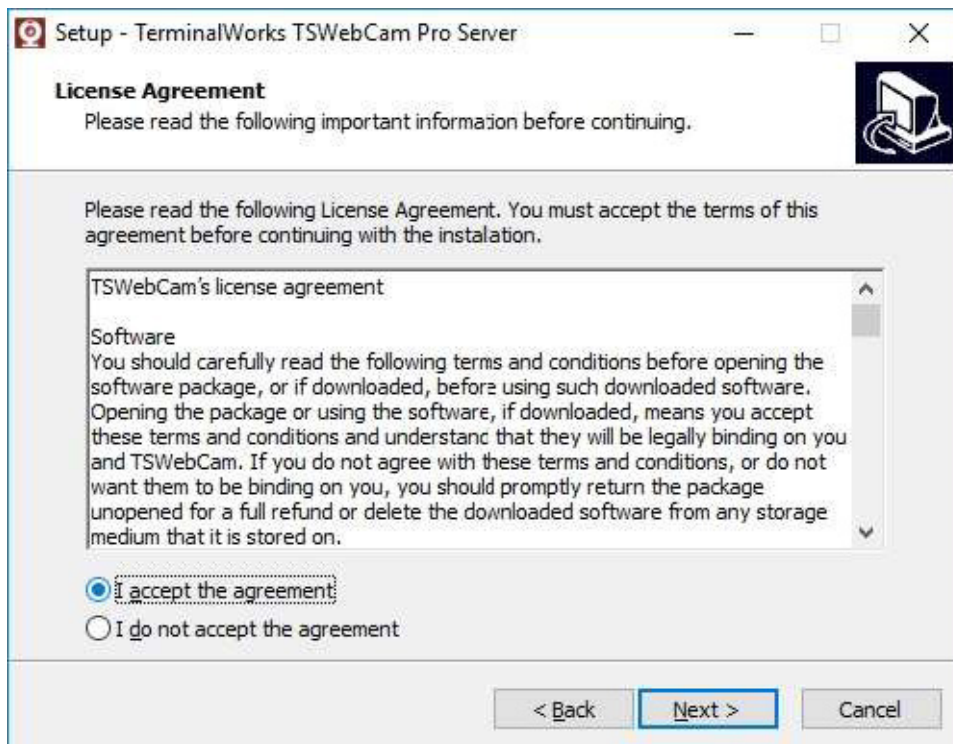 Setup - TerminalWorks TSWebCam Pro Server
License Agreement
Please read the following important information before continuing.
Please read the following License Agreement. You must accept the terms of this
agreement before continuing with the instalation.
TSWebCam's license agreement
Software
You should carefully read the following terms and conditions before opening the
software package, or if downloaded, before using such downloaded software.
Opening the package or using the software, if downloaded, means you accept
these terms and conditions and understand that they will be legally binding on you
and TSWebCam. If you do not agree with these terms and conditions, or do not
want them to be binding on you, you should promptly return the package
unopened for a full refund or delete the downloaded software from any storage
medium that it is stored on.
I accept the agreement
I do not accept the agreement
< Back
Next >
Cancel